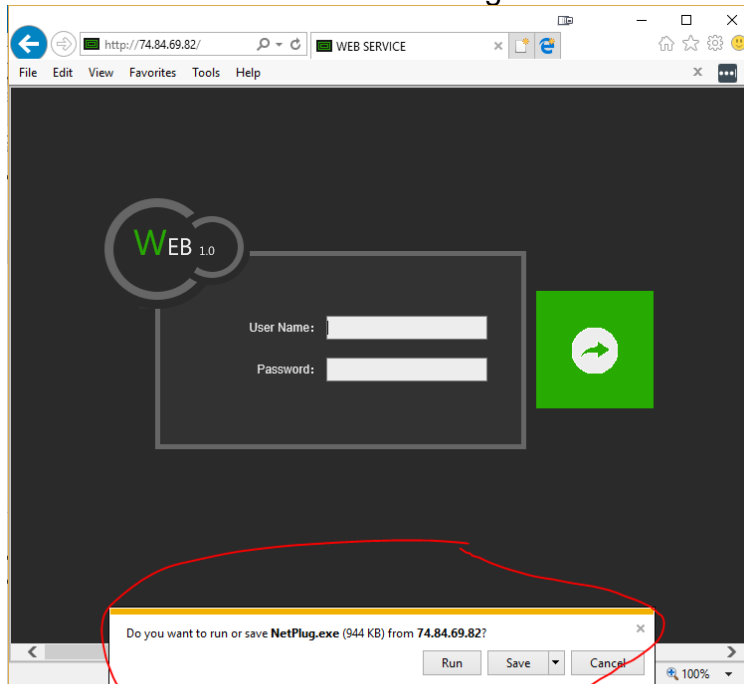 http://74.84.69.82/
WEB SERVICE
File Edit View Favorites Tools Help
WEB 1.0
User Name:
Password:
Do you want to run or save NetPlug.exe (944 KB) from 74.84.69.82?
Run Save Cancel
100%